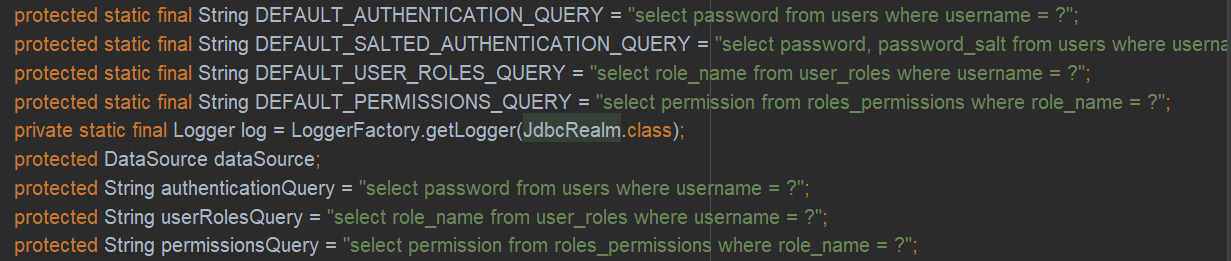 protected static final String DEFAULT_AUTHENTICATION_QUERY = "select password from users where username = ?";
protected static final String DEFAULT_SALTED_AUTHENTICATION_QUERY = "select password, password_salt from users where userna
protected static final String DEFAULT_USER_ROLES_QUERY = "select role_name from user_roles where username = ?";
protected static final String DEFAULT_PERMISSIONS_QUERY = "select permission from roles_permissions where role_name = ?";
private static final Logger log = LoggerFactory.getLogger(JdbcRealm.class);
protected DataSource dataSource;
protected String authenticationQuery = "select password from users where username = ?";
protected String userRolesQuery = "select role_name from user_roles where username = ?";
protected String permissionsQuery = "select permission from roles_permissions where role_name = ?";